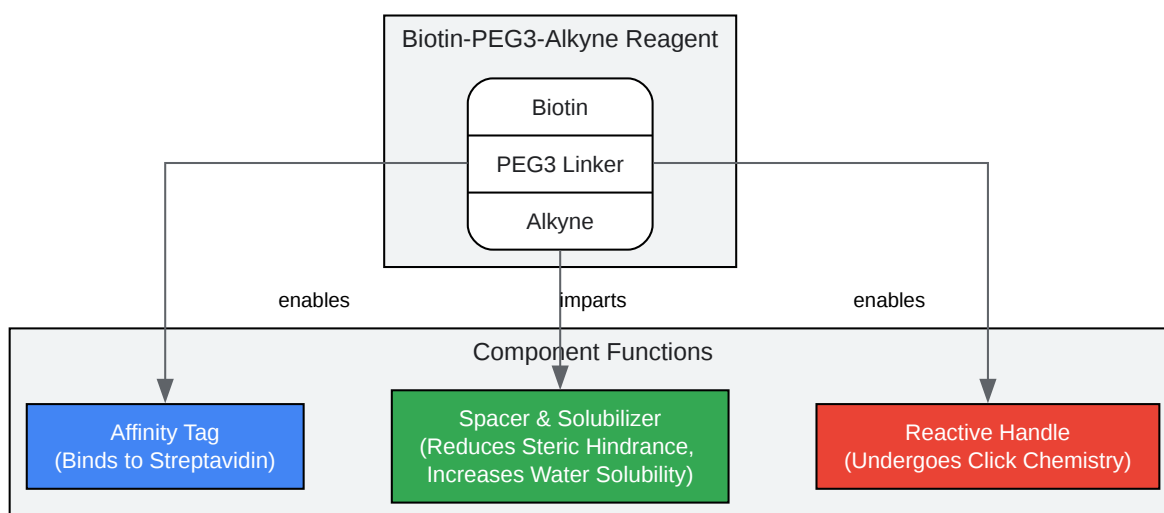 Biotin-PEG3-Alkyne Reagent
Biotin
PEG3 Linker
Alkyne
enables
imparts
enables
Component Functions
Affinity Tag
(Binds to Streptavidin)
Spacer & Solubilizer
(Reduces Steric Hindrance,
Increases Water Solubility)
Reactive Handle
(Undergoes Click Chemistry)